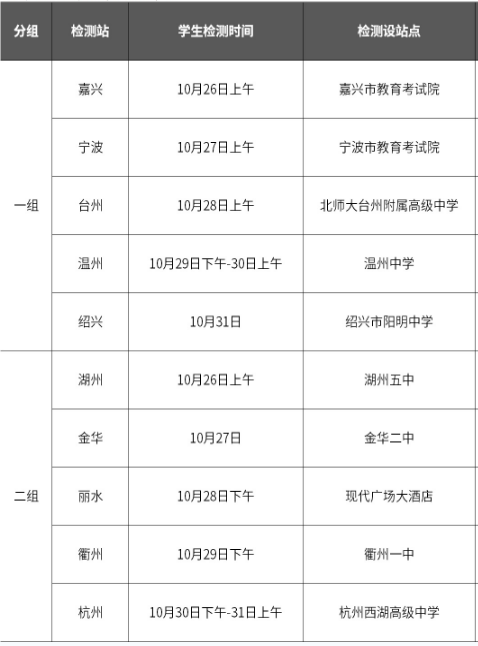 分组 检测站 学生检测时间 检测设站点
一组
嘉兴 10月26日上午 嘉兴市教育考试院
宁波 10月27日上午 宁波市教育考试院
台州 10月28日上午 北师大台州附属高级中学
温州 10月29日下午-30日上午 温州中学
绍兴 10月31日 绍兴市阳明中学
二组
湖州 10月26日上午 湖州五中
金华 10月27日 金华二中
丽水 10月28日下午 现代广场大酒店
衢州 10月29日下午 衢州一中
杭州 10月30日下午-31日上午 杭州西湖高级中学